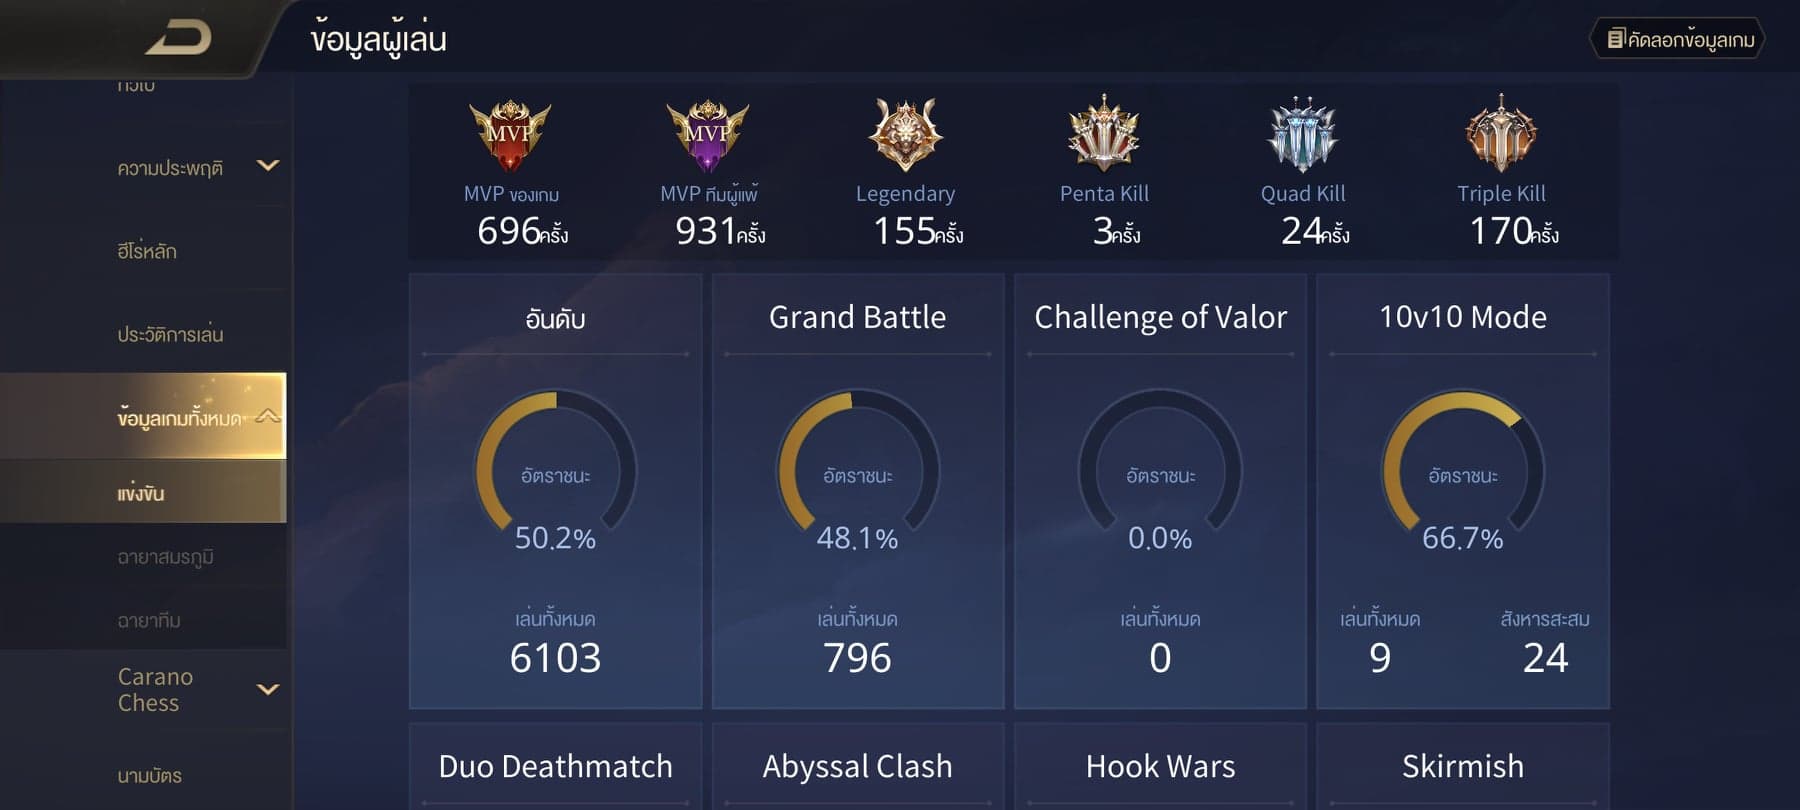 ข้อมูลผู้เล่น
คัดลอกข้อมูลเกม
ทั่วไป
ความประพฤติ
ฮีโร่หลัก
ประวัติการเล่น
ข้อมูลเกมทั้งหมด
แข่งขัน
ฉายาสมรภูมิ
ฉายาทีม
Carano
Chess
นามบัตร
MVP MVP
MVP ของเกม MVP ทีมผู้แพ้ Legendary Penta Kill Quad Kill Triple Kill
696ครั้ง 931ครั้ง 155ครั้ง 3ครั้ง 24ครั้ง 170ครั้ง
อันดับ
อัตราชนะ
50.2%
เล่นทั้งหมด
6103
Grand Battle
อัตราชนะ
48.1%
เล่นทั้งหมด
796
Challenge of Valor
อัตราชนะ
0.0%
เล่นทั้งหมด
0
10v10 Mode
อัตราชนะ
66.7%
เล่นทั้งหมด สังหารสะสม
9 24
Duo Deathmatch Abyssal Clash Hook Wars Skirmish